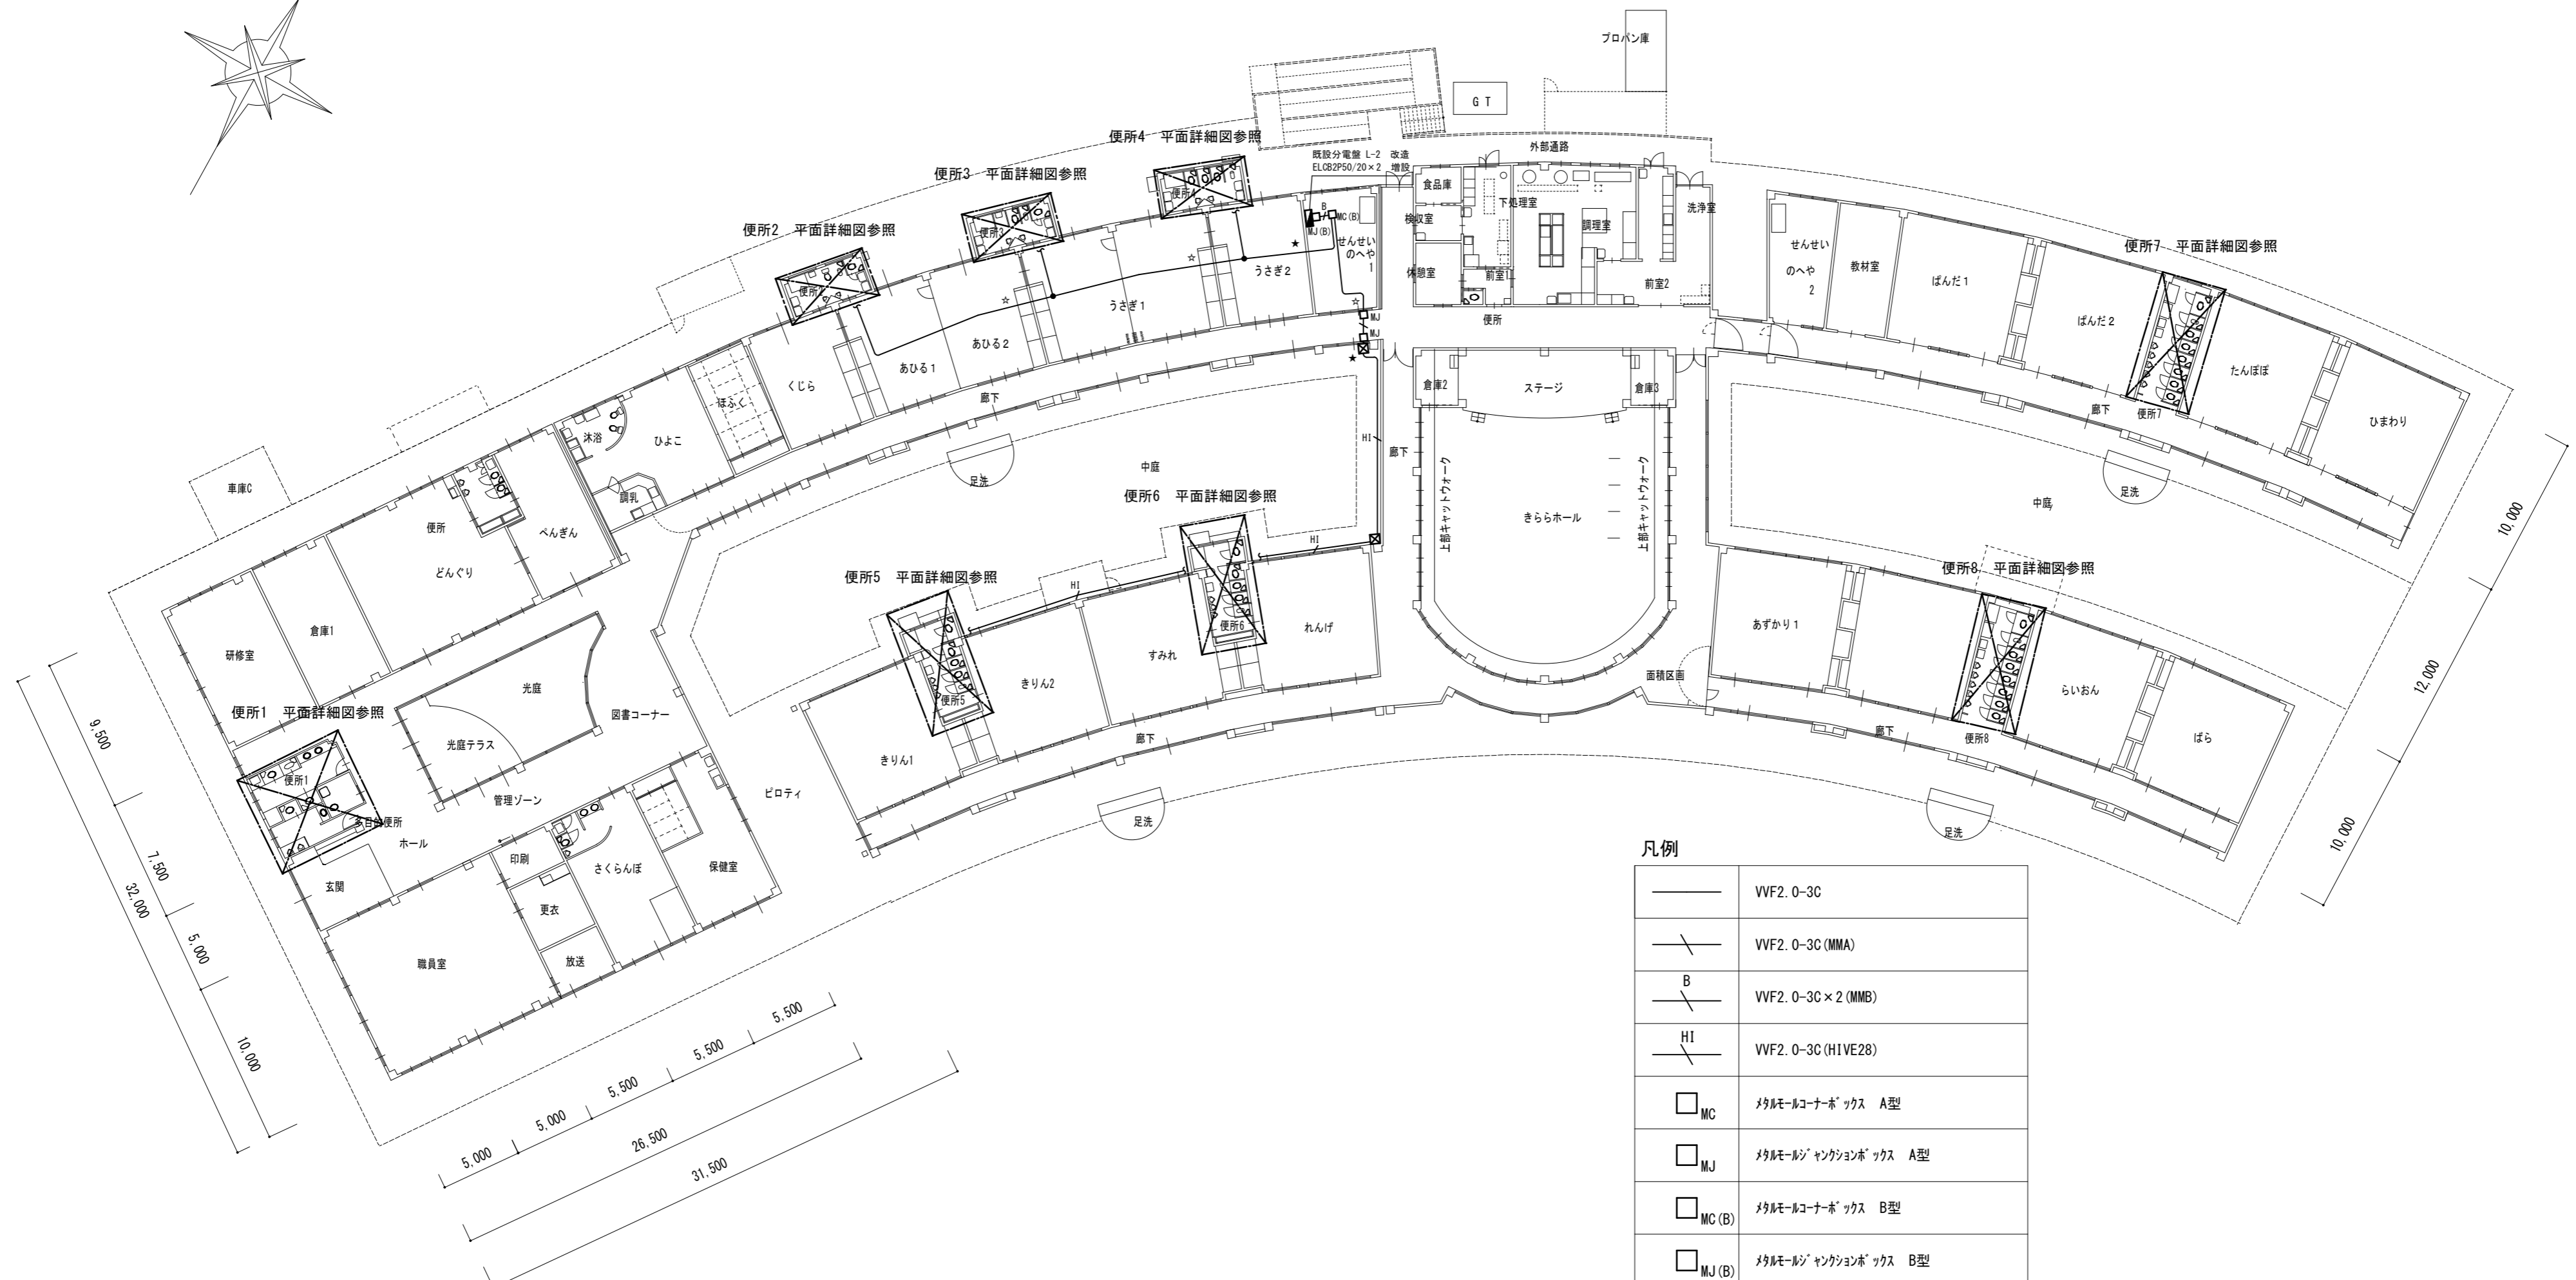 プロパン庫
G T
便所4　平面詳細図参照
外部通路
既設分電盤 L-2　改造
ELCB2P50/20×2　増設
便所3　平面詳細図参照
便所2　平面詳細図参照
便所4
便所3
便所2
食品庫
検収室
休憩室
下処理室
調理室
洗浄室
前室1
前室2
便所
B
MC(B)
MJ(B)
★
せんせい
のへや
1
☆
うさぎ2
☆
うさぎ1
☆
MJ
MJ
★
あひる2
あひる1
くじら
ほふく
ひよこ
沐浴
調乳
廊下
せんせい
のへや
2
教材室
ぱんだ1
ぱんだ2
便所7　平面詳細図参照
たんぽぽ
ひまわり
廊下
便所7
倉庫2
ステージ
倉庫3
HI
廊下
上部キャットウォーク
上部キャットウォーク
きららホール
中庭
足洗
中庭
足洗
車庫C
便所
ぺんぎん
どんぐり
倉庫1
研修室
便所6　平面詳細図参照
HI
便所5　平面詳細図参照
HI
便所6
便所5
れんげ
すみれ
きりん2
きりん1
廊下
足洗
ピロティ
光庭
図書コーナー
光庭テラス
管理ゾーン
便所1　平面詳細図参照
便所1
多目的便所
ホール
玄関
印刷
更衣
放送
さくらんぼ
保健室
職員室
あずかり1
面積区画
便所8　平面詳細図参照
らいおん
ばら
廊下
便所8
足洗
10,000
12,000
10,000
9,500
7,500
5,000
10,000
32,000
5,000
5,000
5,500
5,500
5,500
26,500
31,500
凡例
VVF2.0-3C
VVF2.0-3C(MMA)
B
VVF2.0-3C×2(MMB)
HI
VVF2.0-3C(HIVE28)
MC
ﾒﾀﾙﾓｰﾙｺｰﾅｰﾎﾞｯｸｽ　A型
MJ
ﾒﾀﾙﾓｰﾙｼﾞｬﾝｸｼｮﾝﾎﾞｯｸｽ　A型
MC(B)
ﾒﾀﾙﾓｰﾙｺｰﾅｰﾎﾞｯｸｽ　B型
MJ(B)
ﾒﾀﾙﾓｰﾙｼﾞｬﾝｸｼｮﾝﾎﾞｯｸｽ　B型